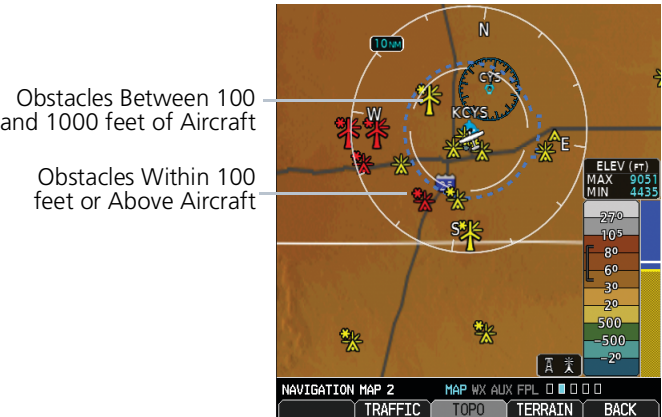 N
10NM
CYS
Obstacles Between 100
and 1000 feet of Aircraft
W
KCYS
E
Obstacles Within 100
feet or Above Aircraft
S
ELEV (FT)
MAX 9051
MIN 4435
27⁰
10⁵
8⁰
6⁰
3⁰
2⁰
500
-500
-2⁰
NAVIGATION MAP 2 MAP WX AUX FPL
TRAFFIC TOPO TERRAIN BACK